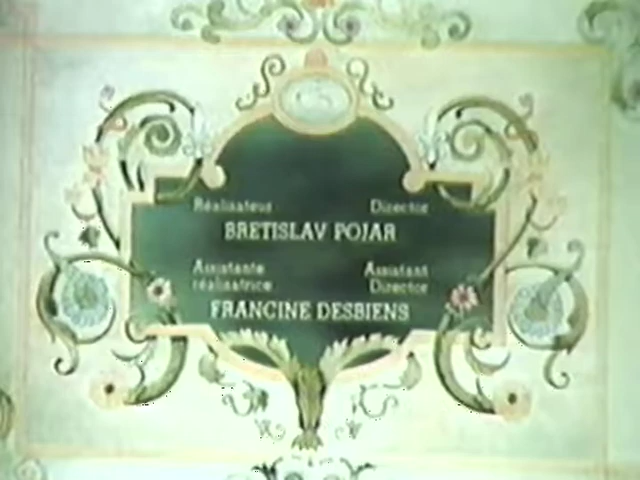 Réalisateur Director
BRETISLAV POJAR
Assistante Assistant
réalisatrice Director
FRANCINE DESBIENS